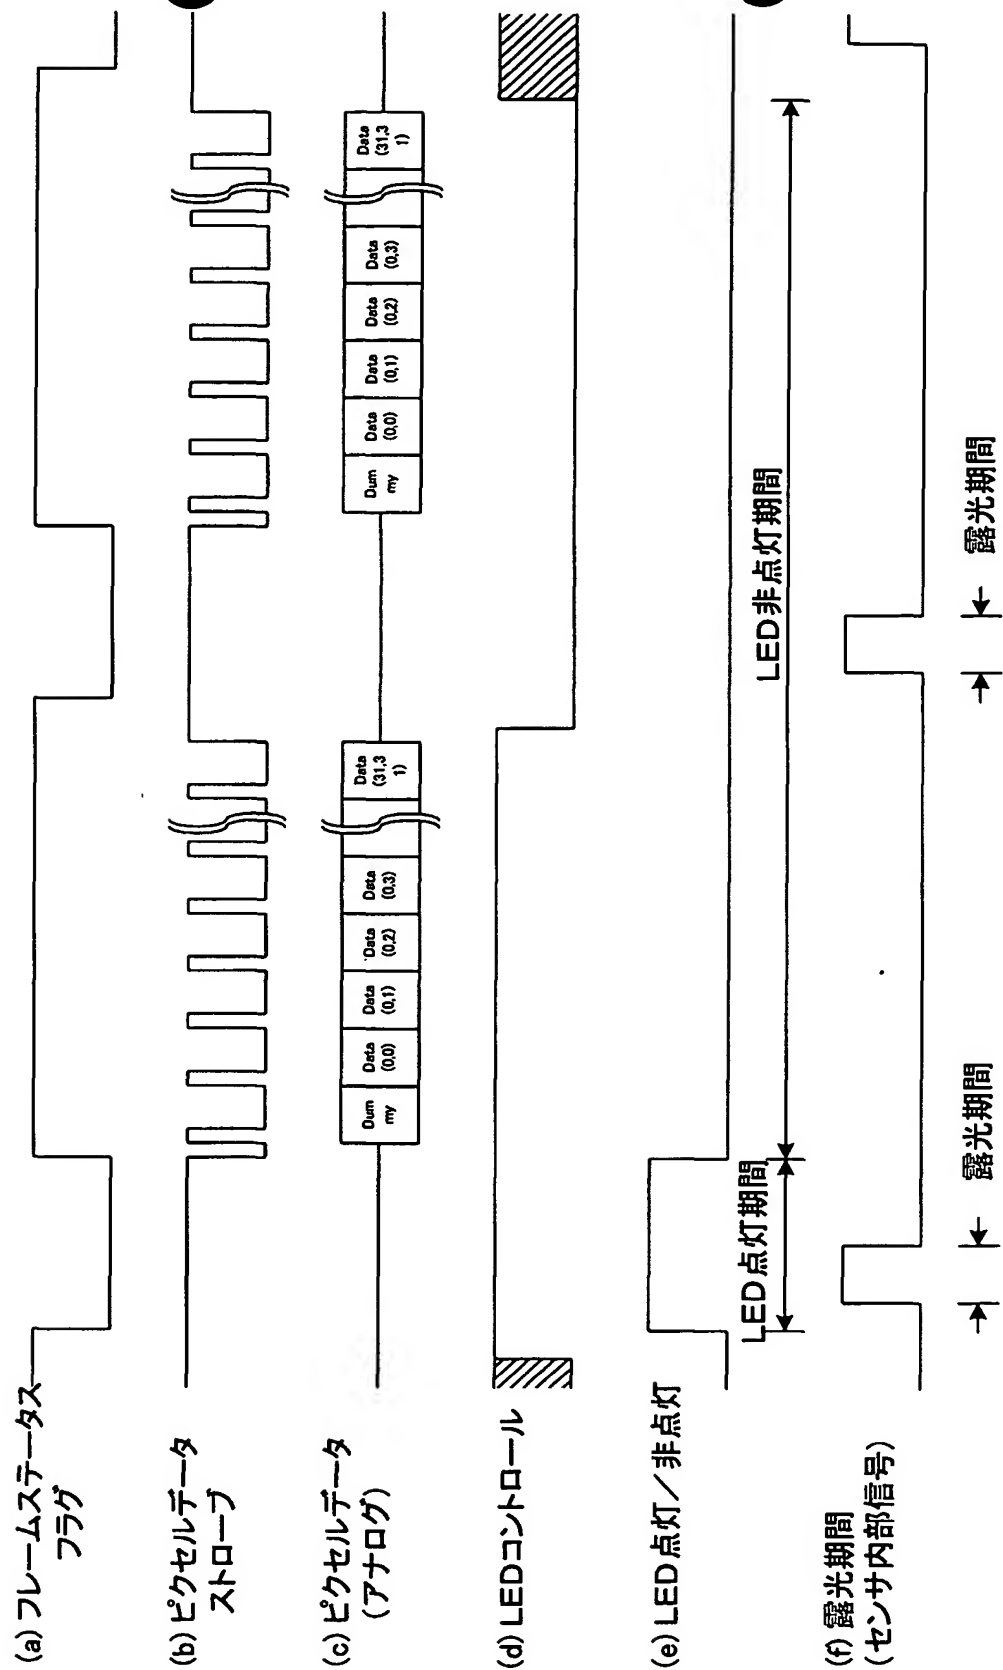 (a) フレームステータス
フラグ
(b) ピクセルデータ
ストローブ
(c) ピクセルデータ
(アナログ)
Dum
my
Data
(0,0)
Data
(0,1)
Data
(0,2)
Data
(0,3)
Data
(31,3
1)
Dum
my
Data
(0,0)
Data
(0,1)
Data
(0,2)
Data
(0,3)
Data
(31,3
1)
(d) LEDコントロール
(e) LED点灯/非点灯
LED点灯期間
LED非点灯期間
(f) 露光期間
(センサ内部信号)
露光期間
露光期間